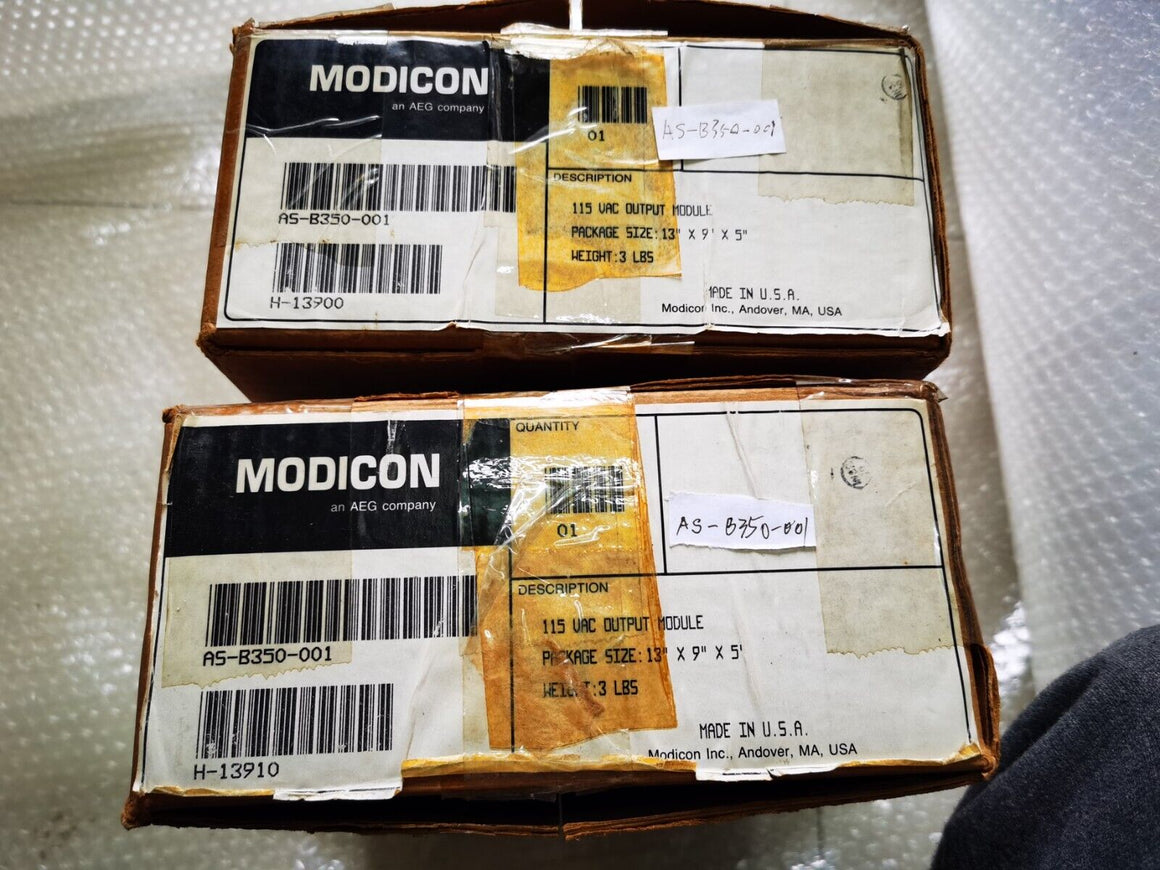 MODICON
an AEG company
01
AS-B350-001
DESCRIPTION
115 VAC OUTPUT MODULE
PACKAGE SIZE:13" X 9' X 5"
WEIGHT:3 LBS
AS-B350-001
H-13900
MADE IN U.S.A.
Modicon Inc., Andover, MA, USA
MODICON
an AEG company
QUANTITY
01
AS-B350-001
DESCRIPTION
115 VAC OUTPUT MODULE
PACKAGE SIZE:13" X 9" X 5'
WEIGHT:3 LBS
AS-B350-001
H-13910
MADE IN U.S.A.
Modicon Inc., Andover, MA, USA